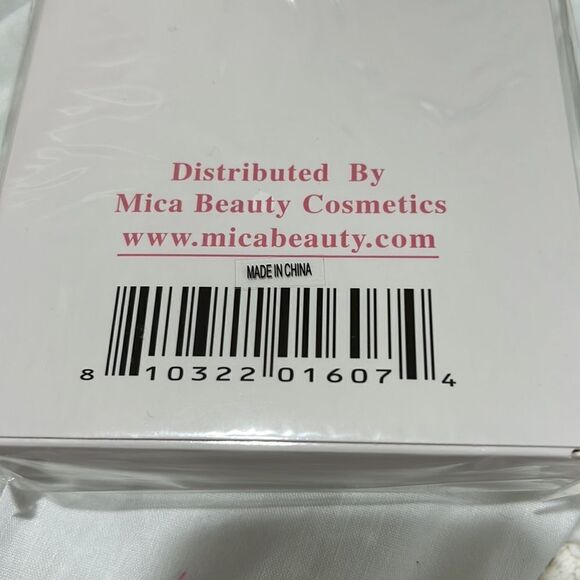 Distributed By
Mica Beauty Cosmetics
www.micabeauty.com
MADE IN CHINA
8 10322 01607 4